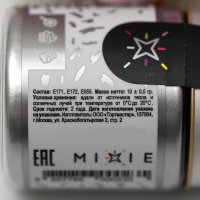 Состав: E171, E172, E555. Масса нетто: 10 ± 0,5 гр.
Условия хранения: вдали от источников тепла и
солнечных лучей при температуре от 0°С до 25°С.
Срок годности: 2 года. Дата изготовления указана
на упаковке. Изготовитель: ООО «Тортмастер», 107594,
г.Москва, ул. Краснобогатырская 2, стр. 2
EAC MIXIE